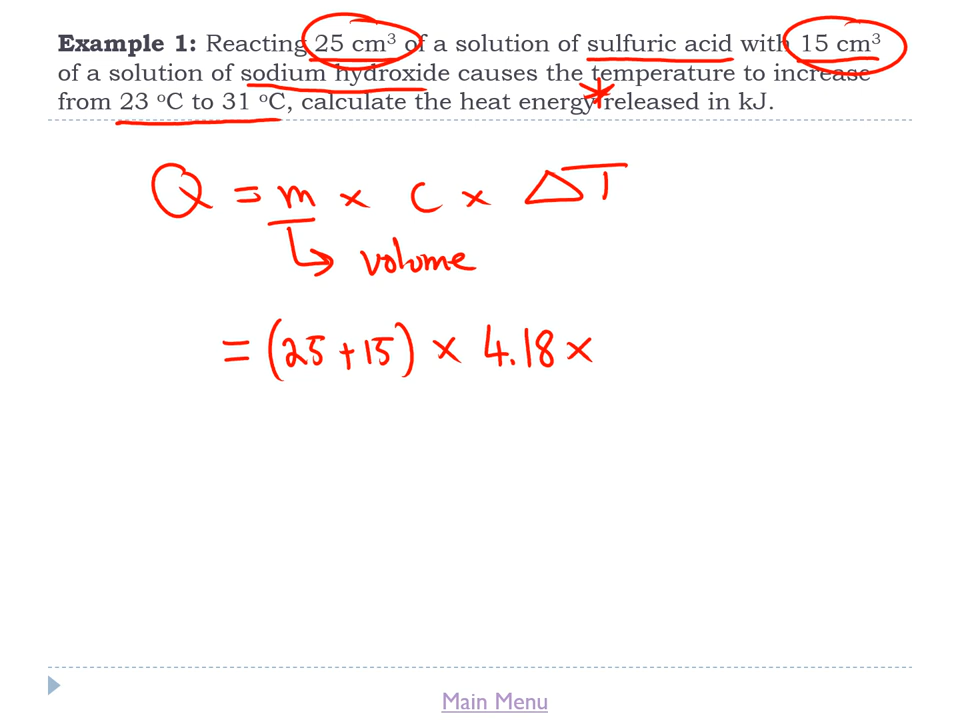 Example 1: Reacting 25 cm³ of a solution of sulfuric acid with 15 cm³
of a solution of sodium hydroxide causes the temperature to increase
from 23 ºC to 31 ºC, calculate the heat energy released in kJ.
Q = m × c × ΔT
↳ volume
= (25 + 15) × 4.18 ×
Main Menu